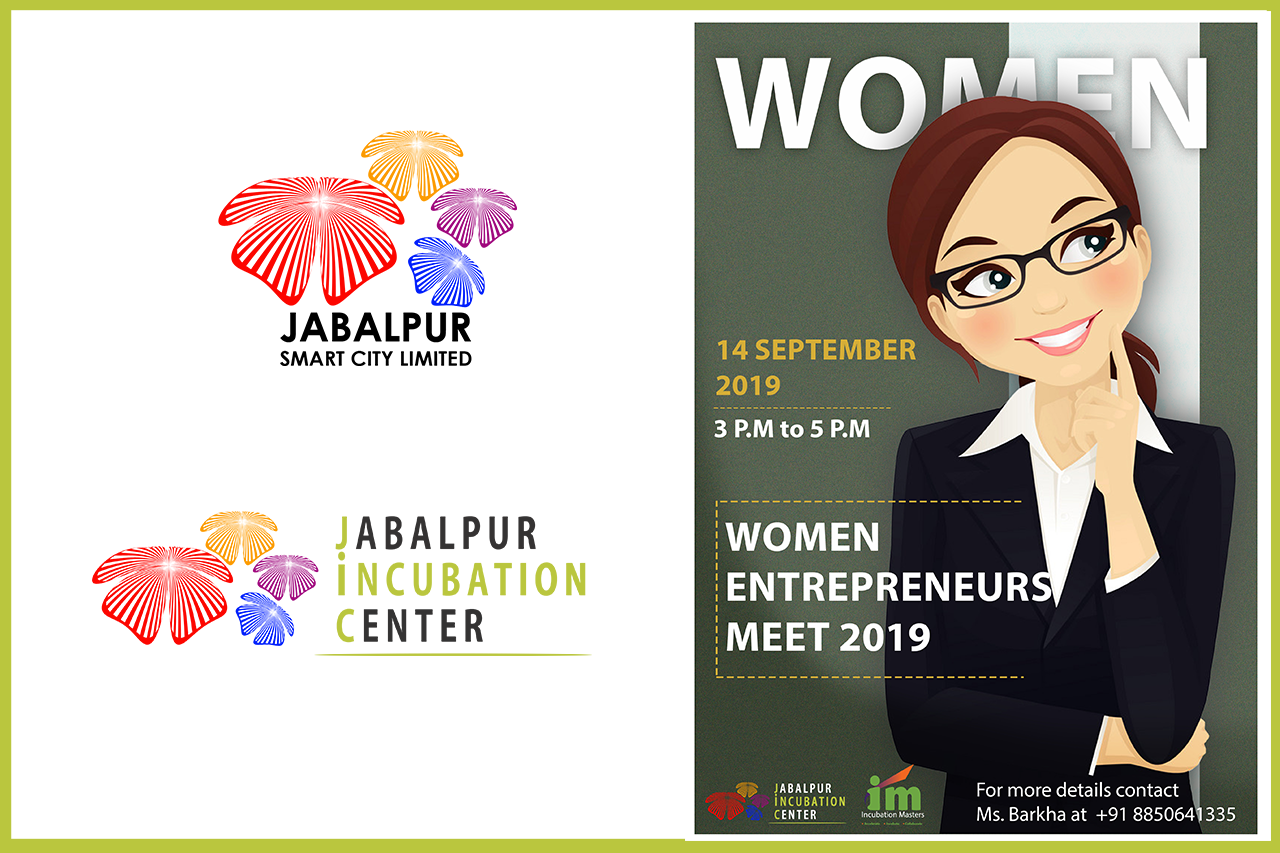 JABALPUR
SMART CITY LIMITED
JABALPUR
iNCUBATION
CENTER
WOMEN
14 SEPTEMBER
2019
3 P.M to 5 P.M
WOMEN
ENTREPRENEURS
MEET 2019
JABALPUR
INCUBATION
CENTER
im
Incubation Masters
For more details contact
Ms. Barkha at +91 8850641335